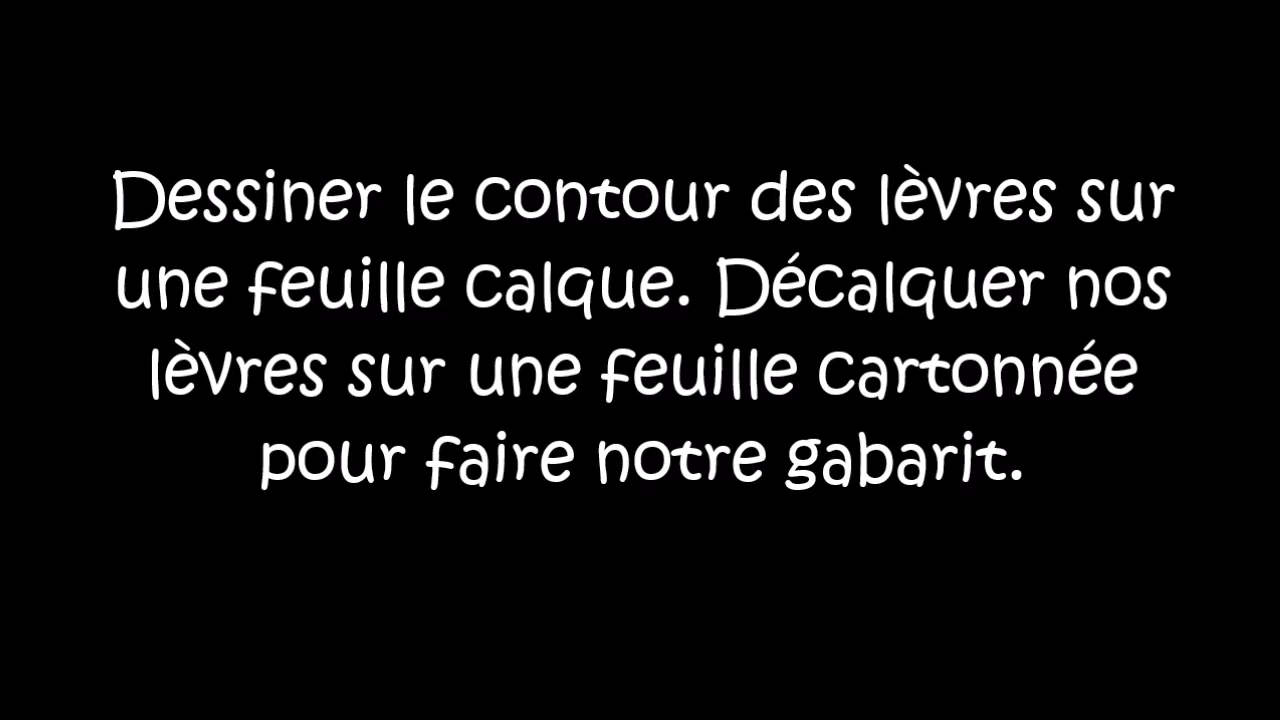 Dessiner le contour des lèvres sur
une feuille calque. Décalquer nos
lèvres sur une feuille cartonnée
pour faire notre gabarit.